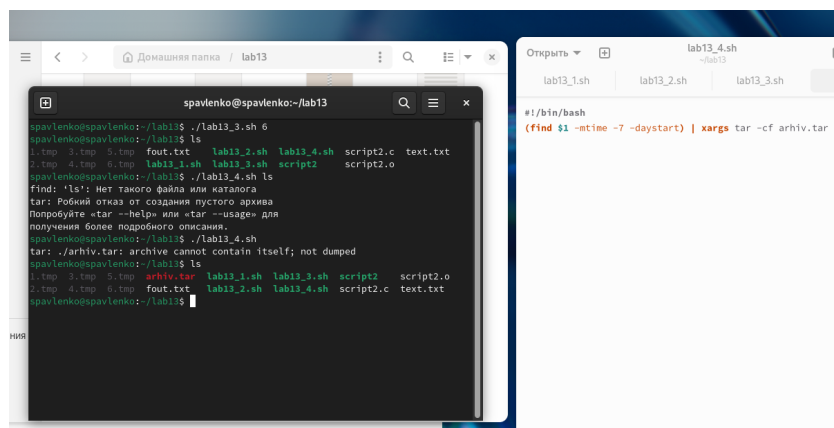 Домашняя папка / lab13
spavlenko@spavlenko:~/lab13
spavlenko@spavlenko:~/lab13$ ./lab13_3.sh 6
spavlenko@spavlenko:~/lab13$ ls
1.tmp 3.tmp 5.tmp fout.txt lab13_2.sh lab13_4.sh script2.c text.txt
2.tmp 4.tmp 6.tmp lab13_1.sh lab13_3.sh script2 script2.o
spavlenko@spavlenko:~/lab13$ ./lab13_4.sh ls
find: ‘ls’: Нет такого файла или каталога
tar: Робкий отказ от создания пустого архива
Попробуйте «tar --help» или «tar --usage» для
получения более подробного описания.
spavlenko@spavlenko:~/lab13$ ./lab13_4.sh
tar: ./arhiv.tar: archive cannot contain itself; not dumped
spavlenko@spavlenko:~/lab13$ ls
1.tmp 3.tmp 5.tmp arhiv.tar lab13_1.sh lab13_3.sh script2 script2.o
2.tmp 4.tmp 6.tmp fout.txt lab13_2.sh lab13_4.sh script2.c text.txt
spavlenko@spavlenko:~/lab13$
ния
Открыть
lab13_4.sh
~/lab13
lab13_1.sh lab13_2.sh lab13_3.sh
#!/bin/bash
(find $1 -mtime -7 -daystart) | xargs tar -cf arhiv.tar